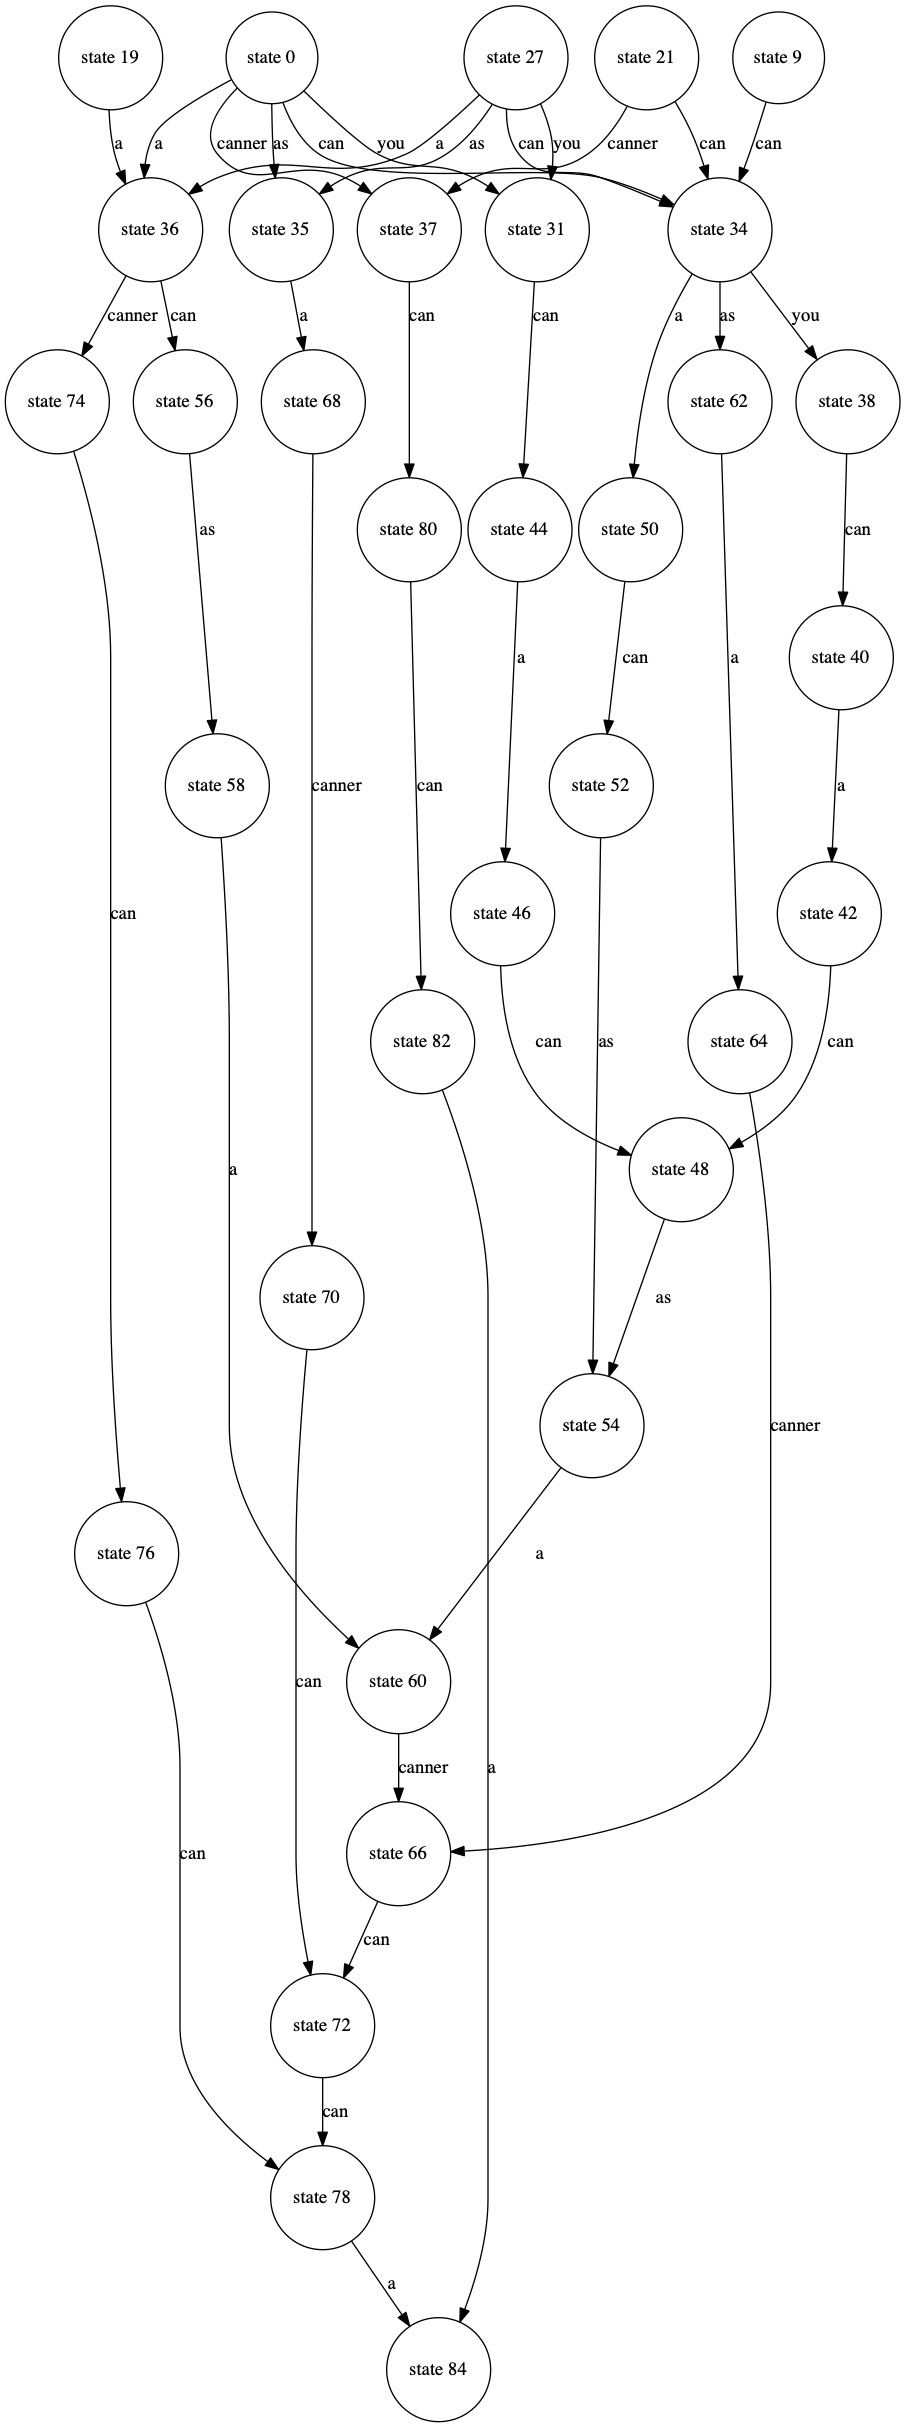 state 19 state 0 state 27 state 21 state 9
a a canner as can you a as can you canner can can
state 36 state 35 state 37 state 31 state 34
canner can a can can a as you
state 74 state 56 state 68 state 62 state 38
state 80 state 44 state 50
as can
state 40
a can a
state 58 state 52
canner can a
state 46 state 42
can
state 82 state 64
as can can
state 48
a
state 70
as
state 54
canner
state 76
a
state 60
can
canner a
state 66
can
can
state 72
can
state 78
a
state 84